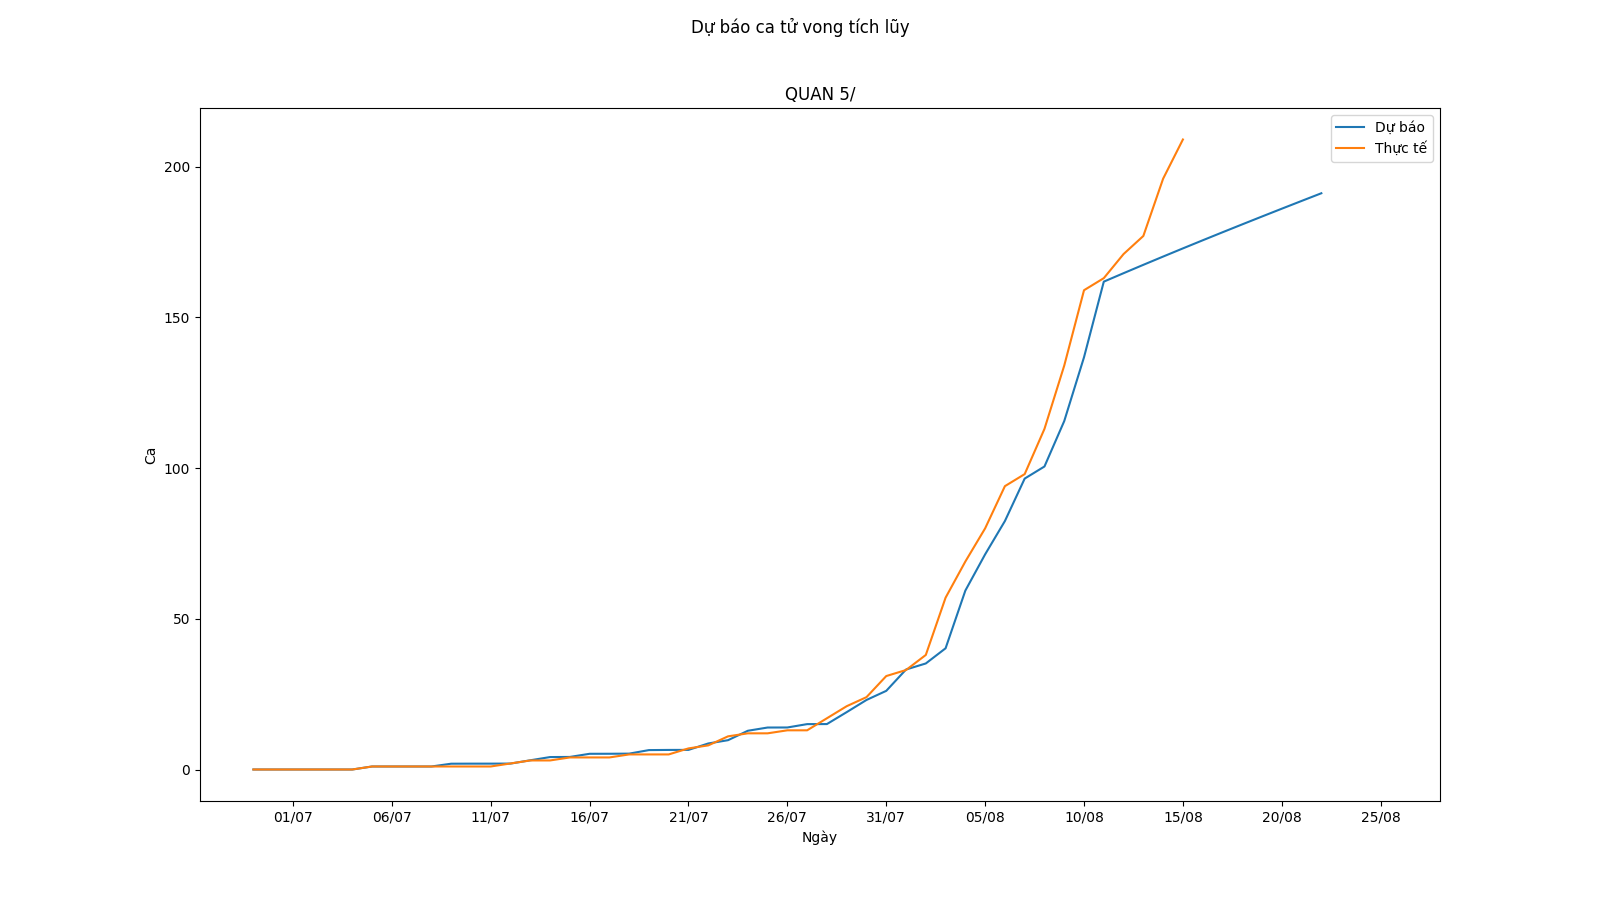 Dự báo ca tử vong tích lũy
QUAN 5/
Dự báo
Thực tế
200
150
100
50
0
Ca
01/07 06/07 11/07 16/07 21/07 26/07 31/07 05/08 10/08 15/08 20/08 25/08
Ngày